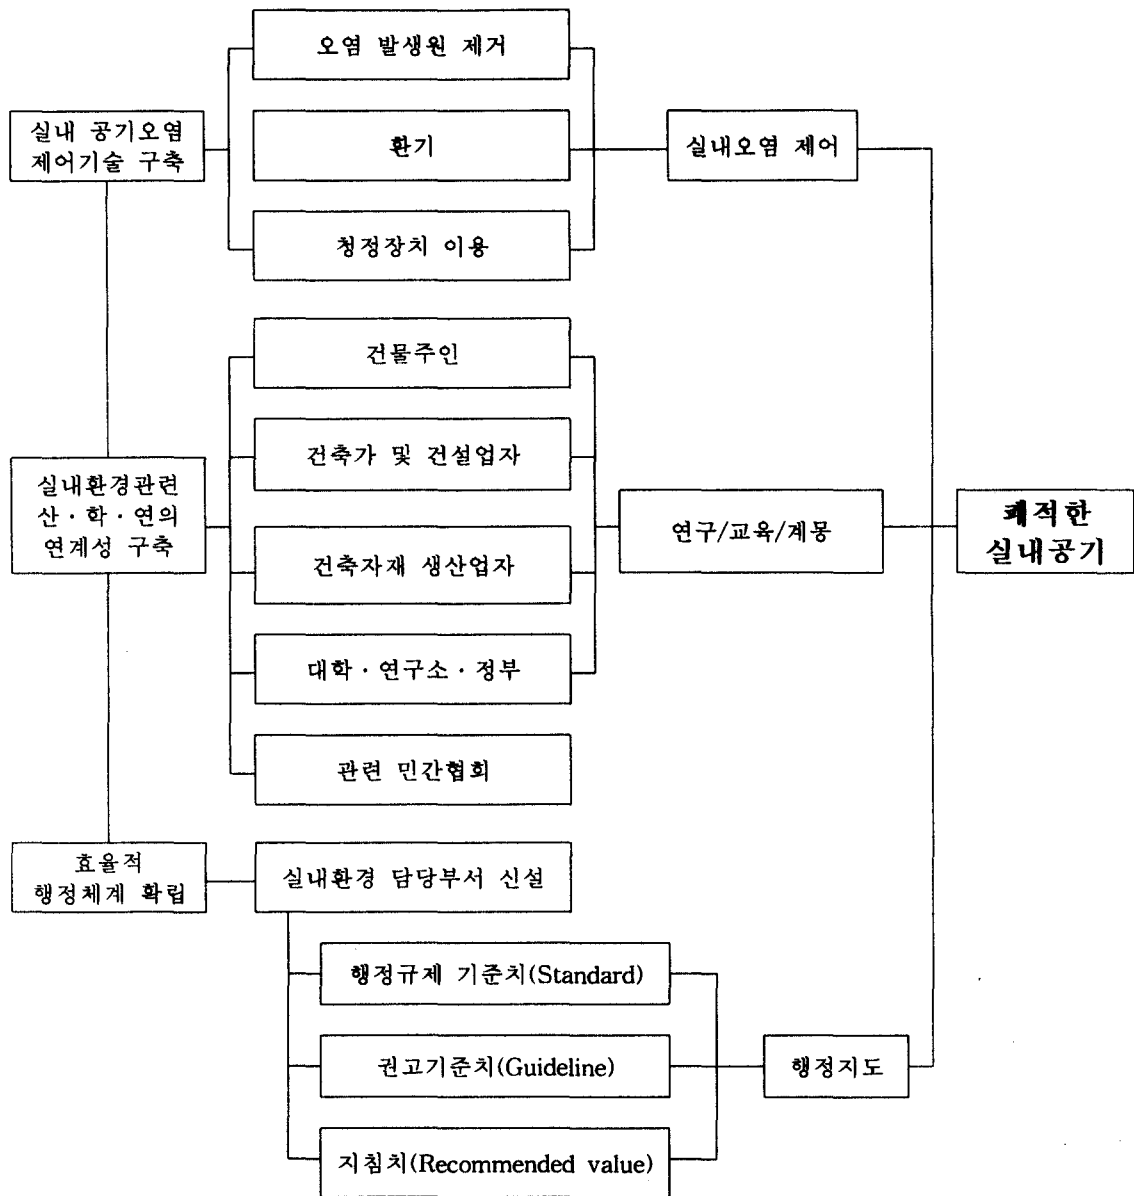 오염 발생원 제거
실내 공기오염
제어기술 구축
환기
실내오염 제어
청정장치 이용
건물주인
건축가 및 건설업자
실내환경관련
산·학·연의
연계성 구축
연구/교육/계몽
쾌적한
실내공기
건축자재 생산업자
대학·연구소·정부
관련 민간협회
효율적
행정체계 확립
실내환경 담당부서 신설
행정규제 기준치(Standard)
권고기준치(Guideline)
행정지도
지침치(Recommended value)